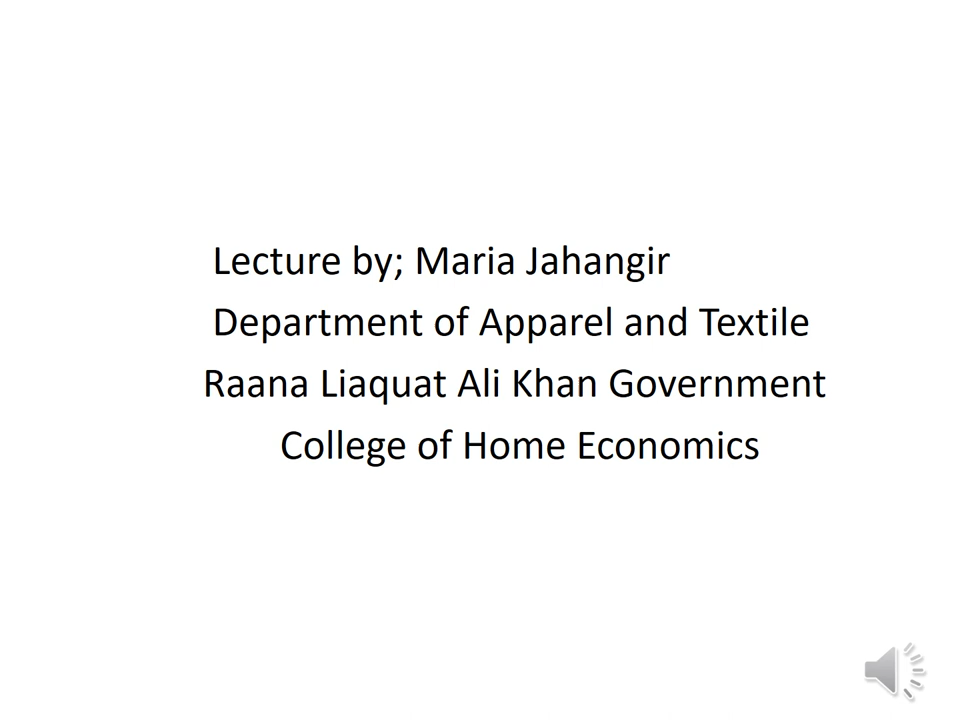 Lecture by; Maria Jahangir
Department of Apparel and Textile
Raana Liaquat Ali Khan Government
College of Home Economics